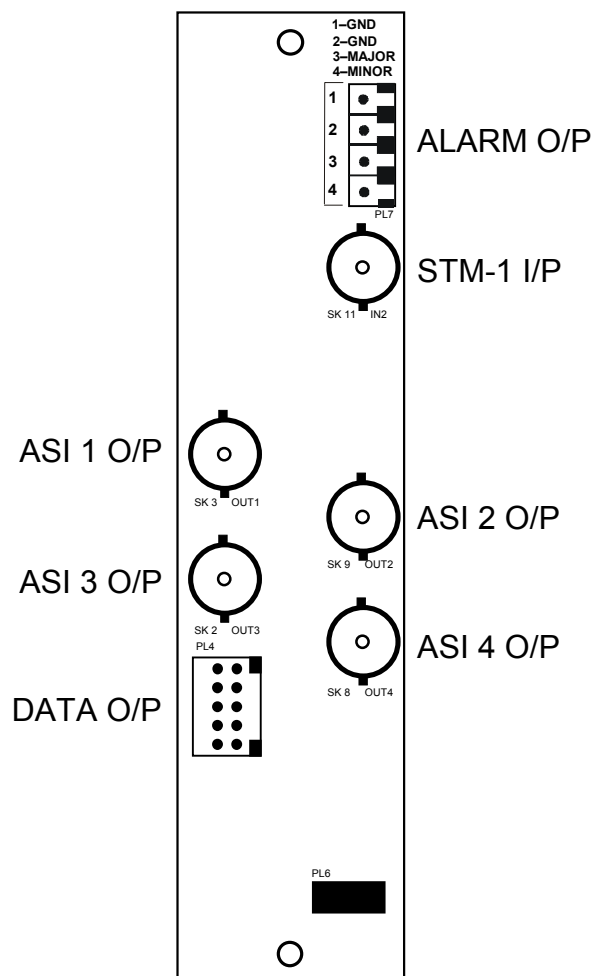 1–GND
2–GND
3–MAJOR
4–MINOR
1
2
3
4
ALARM O/P
PL7
STM-1 I/P
SK 11 IN2
ASI 1 O/P
SK 3 OUT1
ASI 2 O/P
SK 9 OUT2
ASI 3 O/P
SK 2 OUT3
ASI 4 O/P
SK 8 OUT4
PL4
DATA O/P
PL6